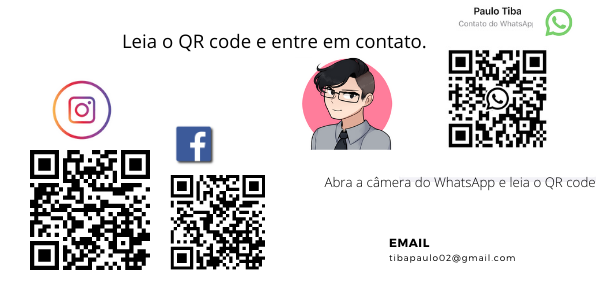 Paulo Tiba
Contato do WhatsAp
Leia o QR code e entre em contato.
Abra a câmera do WhatsApp e leia o QR code
EMAIL
tibapaulo02@gmail.com